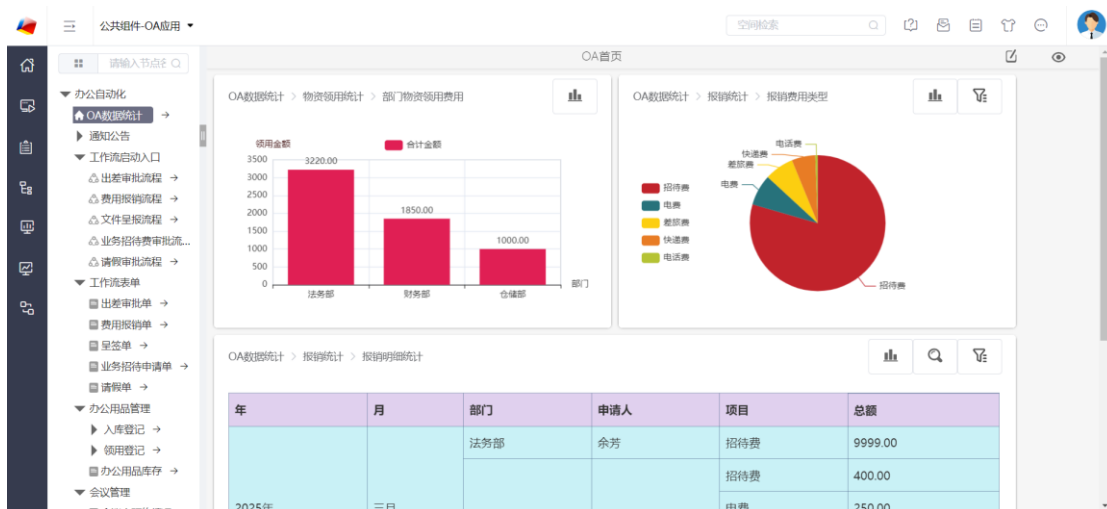 公共组件-OA应用
空间检索
OA首页
请输入节点名
办公自动化
OA数据统计
通知公告
工作流启动入口
出差审批流程
费用报销流程
文件呈报流程
业务招待费审批流...
请假审批流程
工作流表单
出差审批单
费用报销单
呈签单
业务招待申请单
请假单
办公用品管理
入库登记
领用登记
办公用品库存
会议管理
OA数据统计 > 物资领用统计 > 部门物资领用费用
领用金额
合计金额
3500
3000
2500
2000
1500
1000
500
0
3220.00
1850.00
1000.00
法务部
财务部
仓储部
部门
OA数据统计 > 报销统计 > 报销费用类型
招待费
电费
差旅费
快递费
电话费
电话费
快递费
差旅费
电费
招待费
OA数据统计 > 报销统计 > 报销明细统计
年 月 部门 申请人 项目 总额
法务部 余芳 招待费 9999.00
招待费 400.00
2025年 三月 电费 250.00